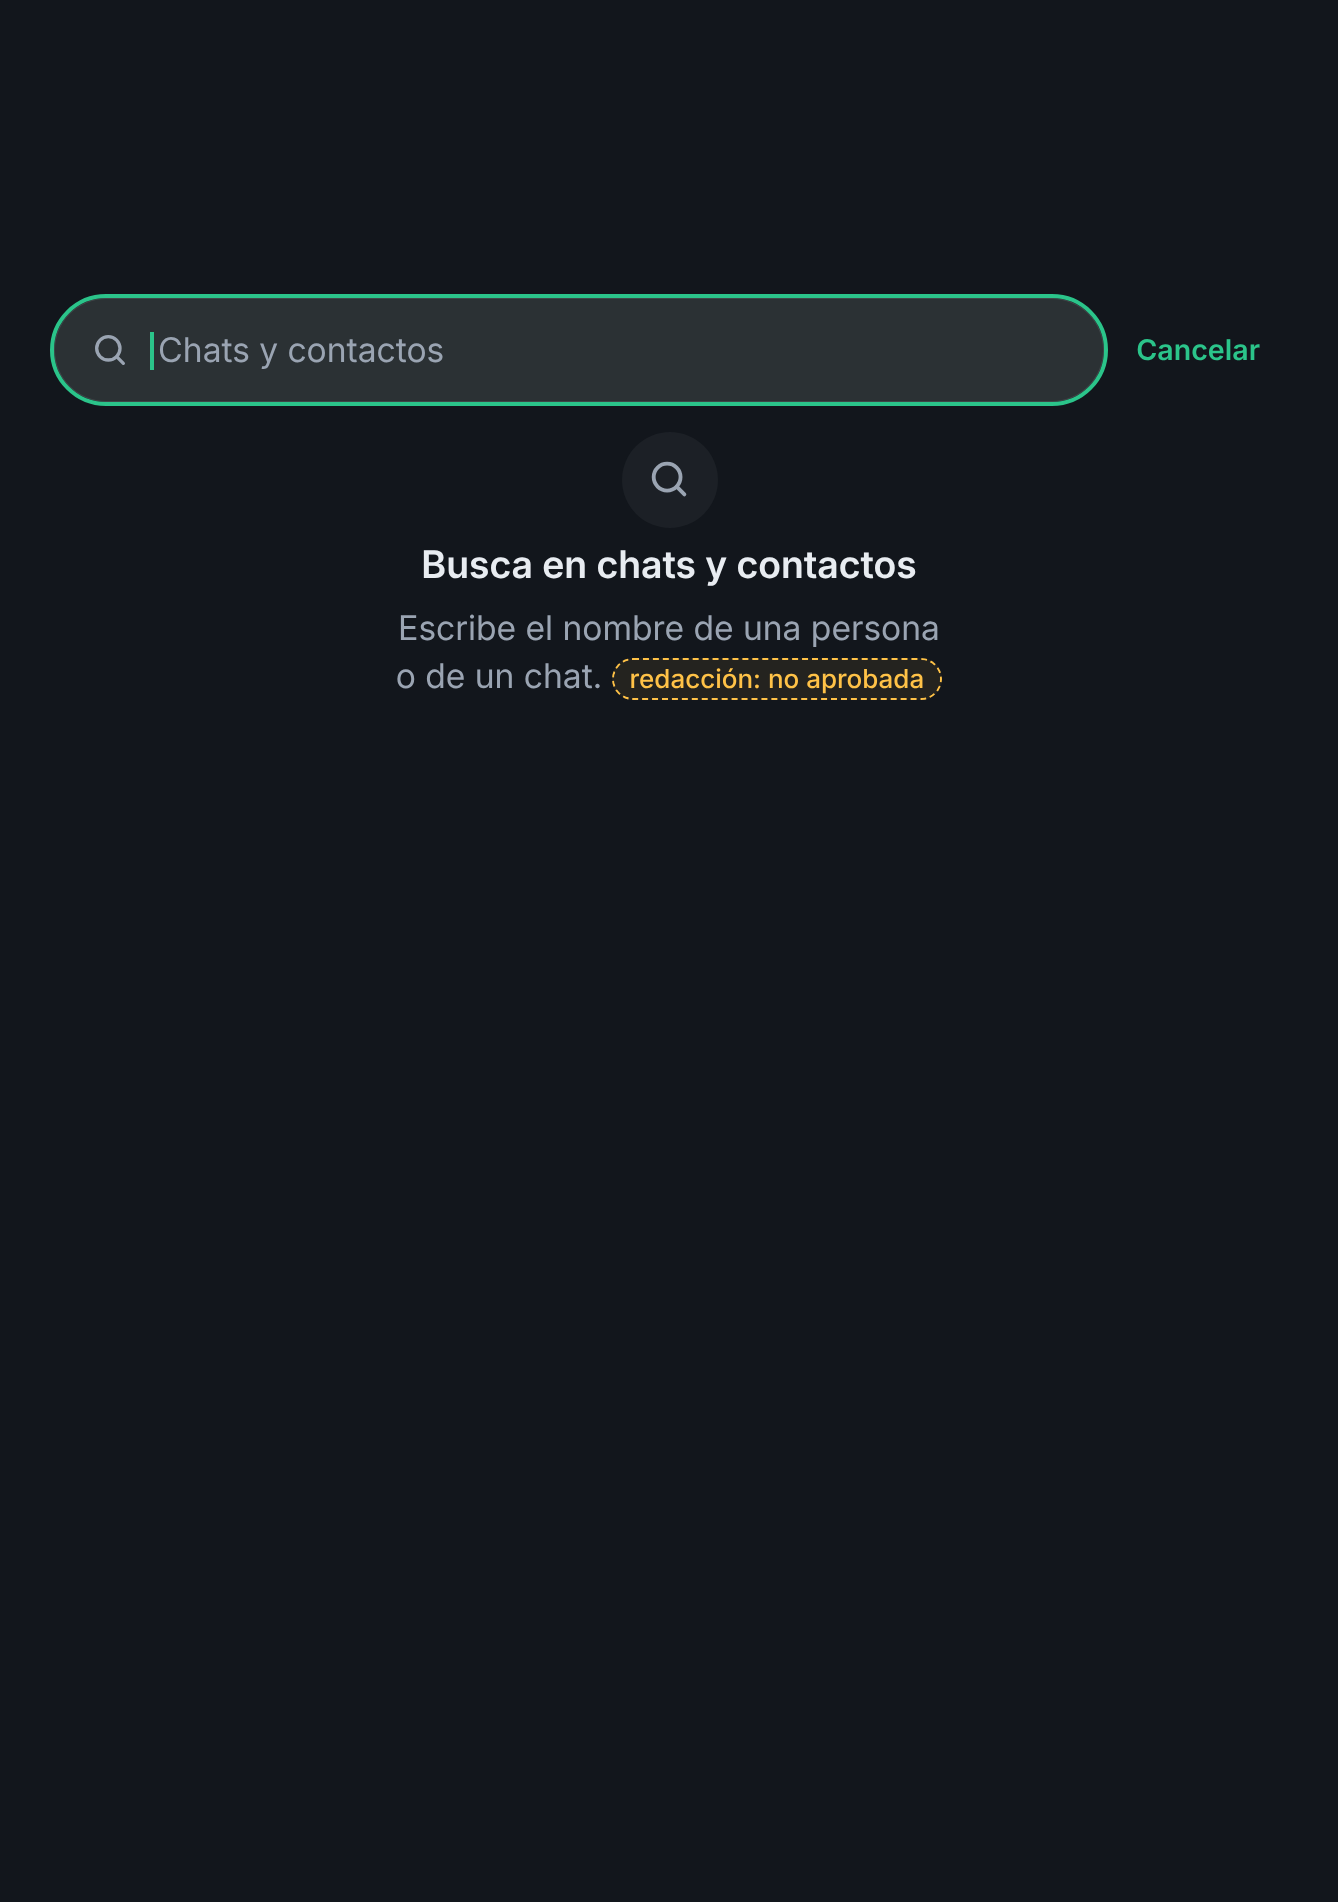 Chats y contactos
Cancelar
Busca en chats y contactos
Escribe el nombre de una persona
o de un chat. redacción: no aprobada